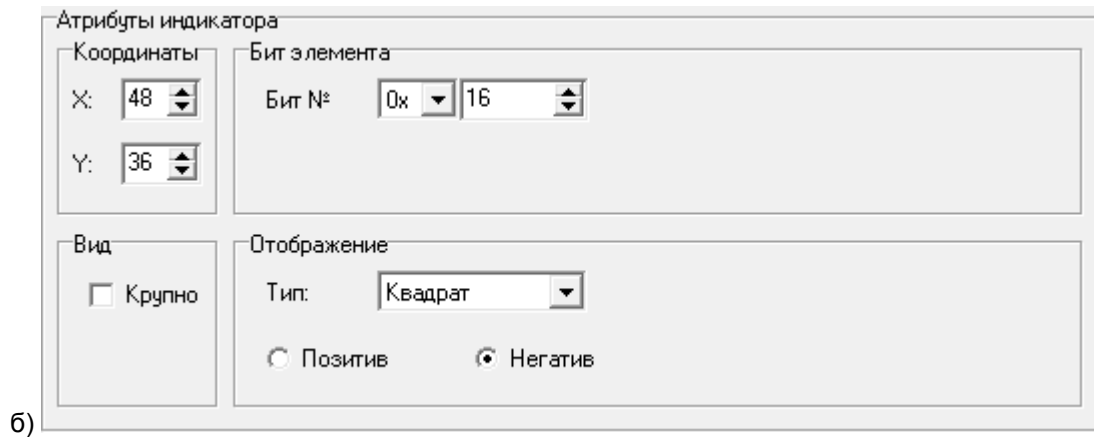 Атрибуты индикатора
Координаты
X: 48
Y: 36
Бит элемента
Бит № 0x 16
Вид
Крупно
Отображение
Тип: Квадрат
Позитив Негатив
б)